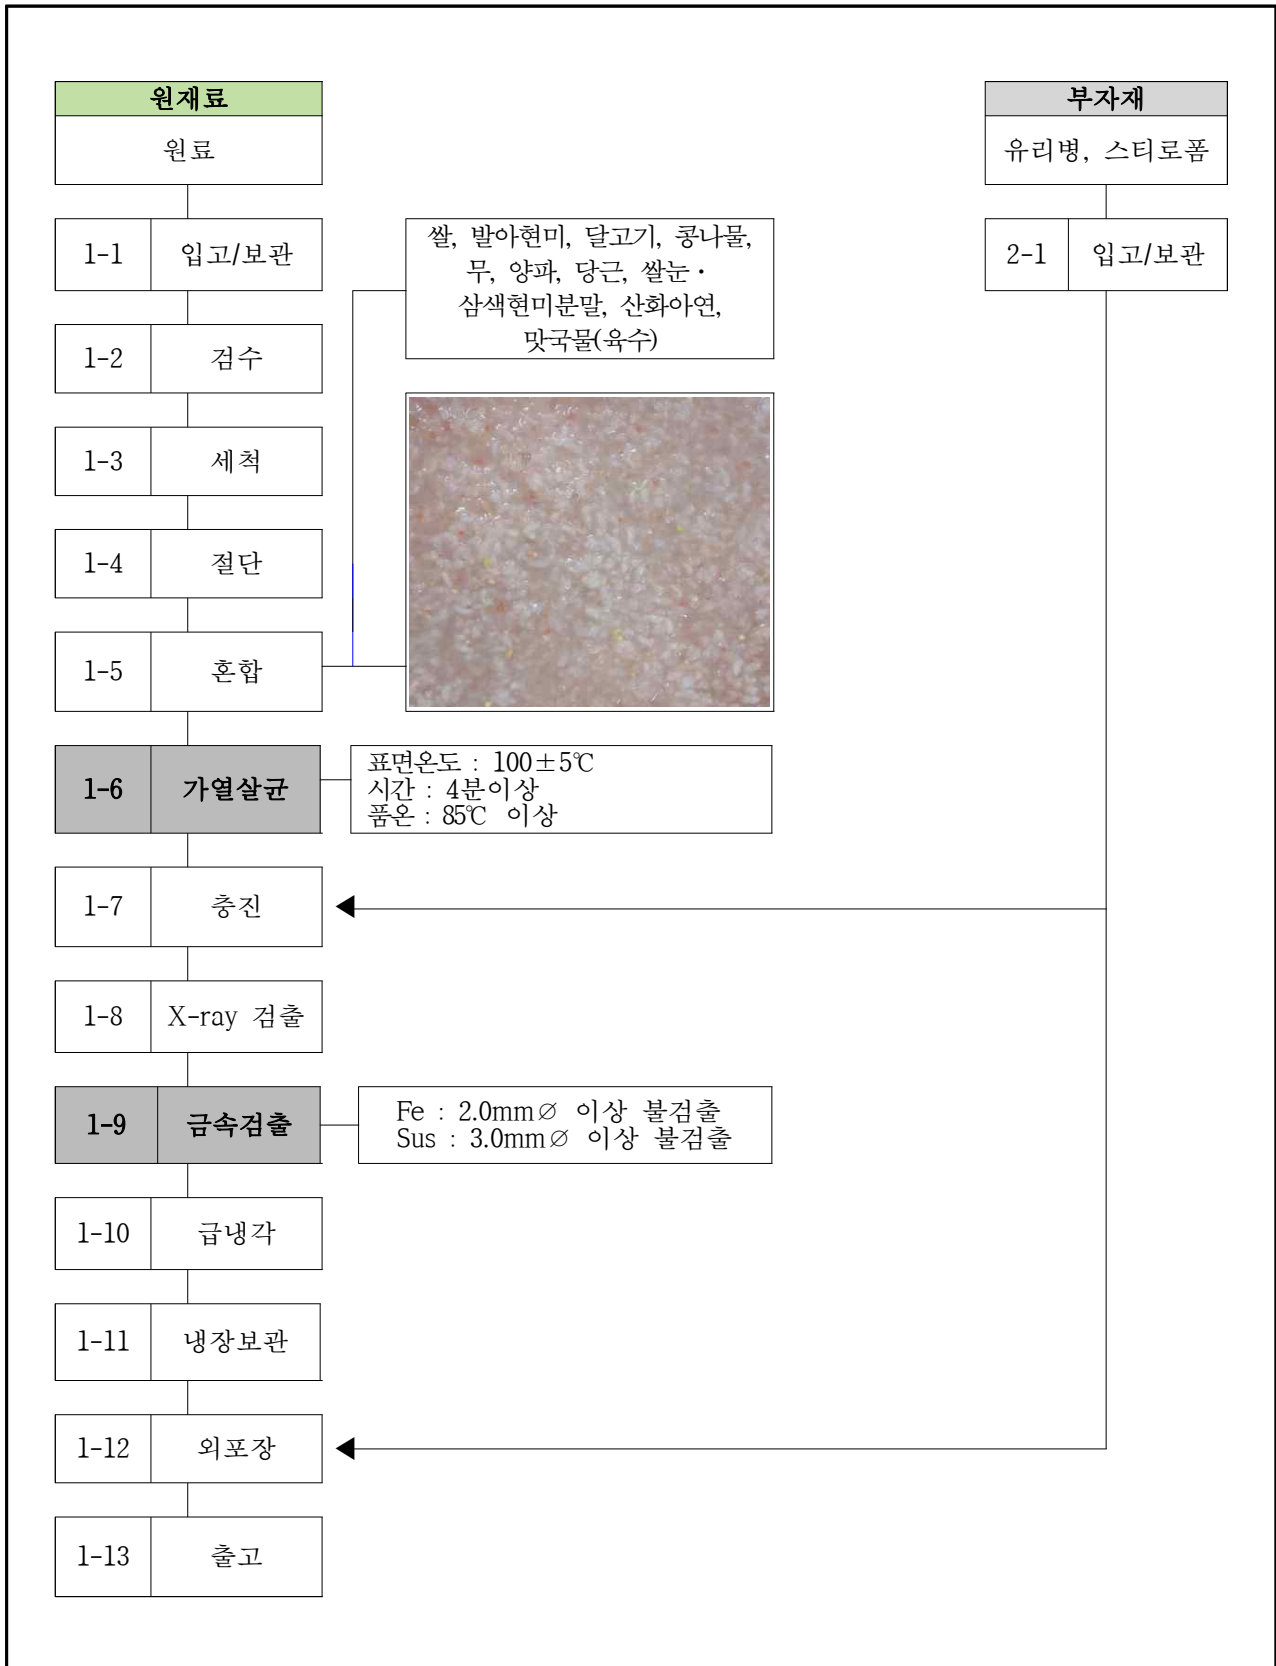 원재료
원료
부자재
유리병, 스티로폼
1-1 입고/보관
쌀, 발아현미, 달고기, 콩나물,
무, 양파, 당근, 쌀눈・
삼색현미분말, 산화아연,
맛국물(육수)
2-1 입고/보관
1-2 검수
1-3 세척
1-4 절단
1-5 혼합
1-6 가열살균
표면온도 : 100±5℃
시간 : 4분이상
품온 : 85℃ 이상
1-7 충진
1-8 X-ray 검출
1-9 금속검출
Fe : 2.0mm∅ 이상 불검출
Sus : 3.0mm∅ 이상 불검출
1-10 급냉각
1-11 냉장보관
1-12 외포장
1-13 출고